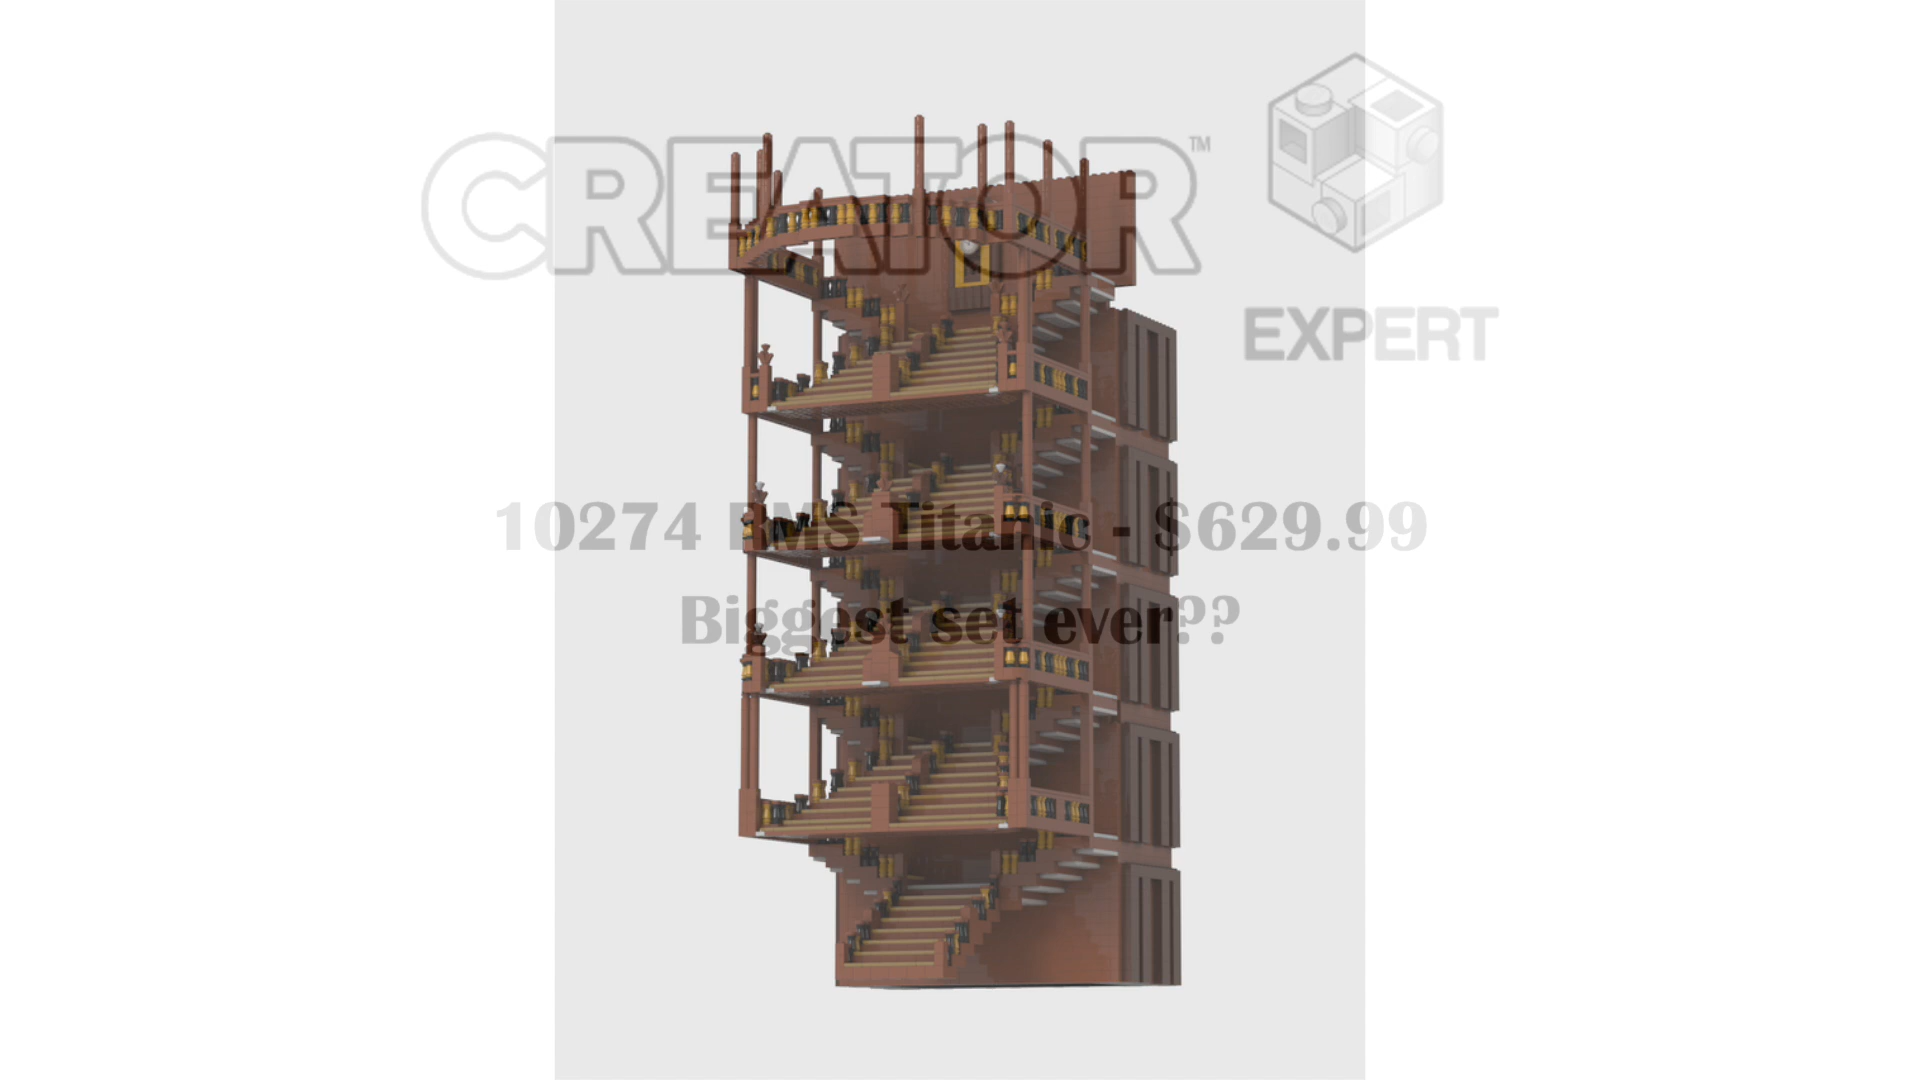 CREATOR™
EXPERT
10274 RMS Titanic - $629.99
Biggest set ever??